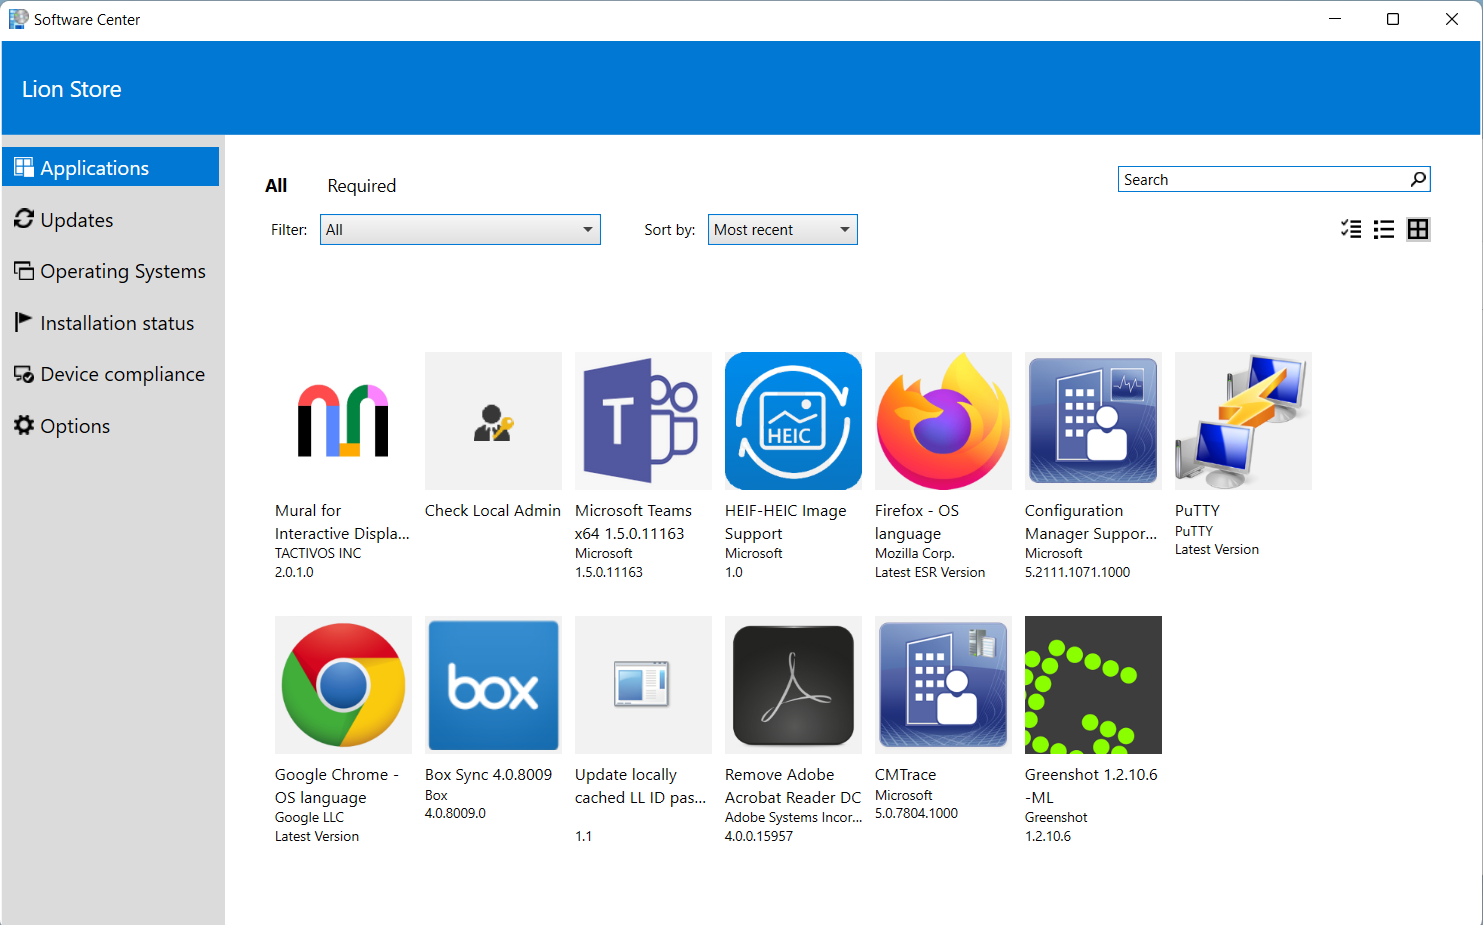 Software Center
Lion Store
Applications
Updates
Operating Systems
Installation status
Device compliance
Options
All Required
Search
Filter: All Sort by: Most recent
Mural for
Interactive Displa...
TACTIVOS INC
2.0.1.0
Check Local Admin
T
Microsoft Teams
x64 1.5.0.11163
Microsoft
1.5.0.11163
HEIC
HEIF-HEIC Image
Support
Microsoft
1.0
Firefox - OS
language
Mozilla Corp.
Latest ESR Version
Configuration
Manager Suppor...
Microsoft
5.2111.1071.1000
PuTTY
PuTTY
Latest Version
Google Chrome -
OS language
Google LLC
Latest Version
box
Box Sync 4.0.8009
Box
4.0.8009.0
Update locally
cached LL ID pas...
1.1
Remove Adobe
Acrobat Reader DC
Adobe Systems Incor...
4.0.0.15957
CMTrace
Microsoft
5.0.7804.1000
Greenshot 1.2.10.6
-ML
Greenshot
1.2.10.6